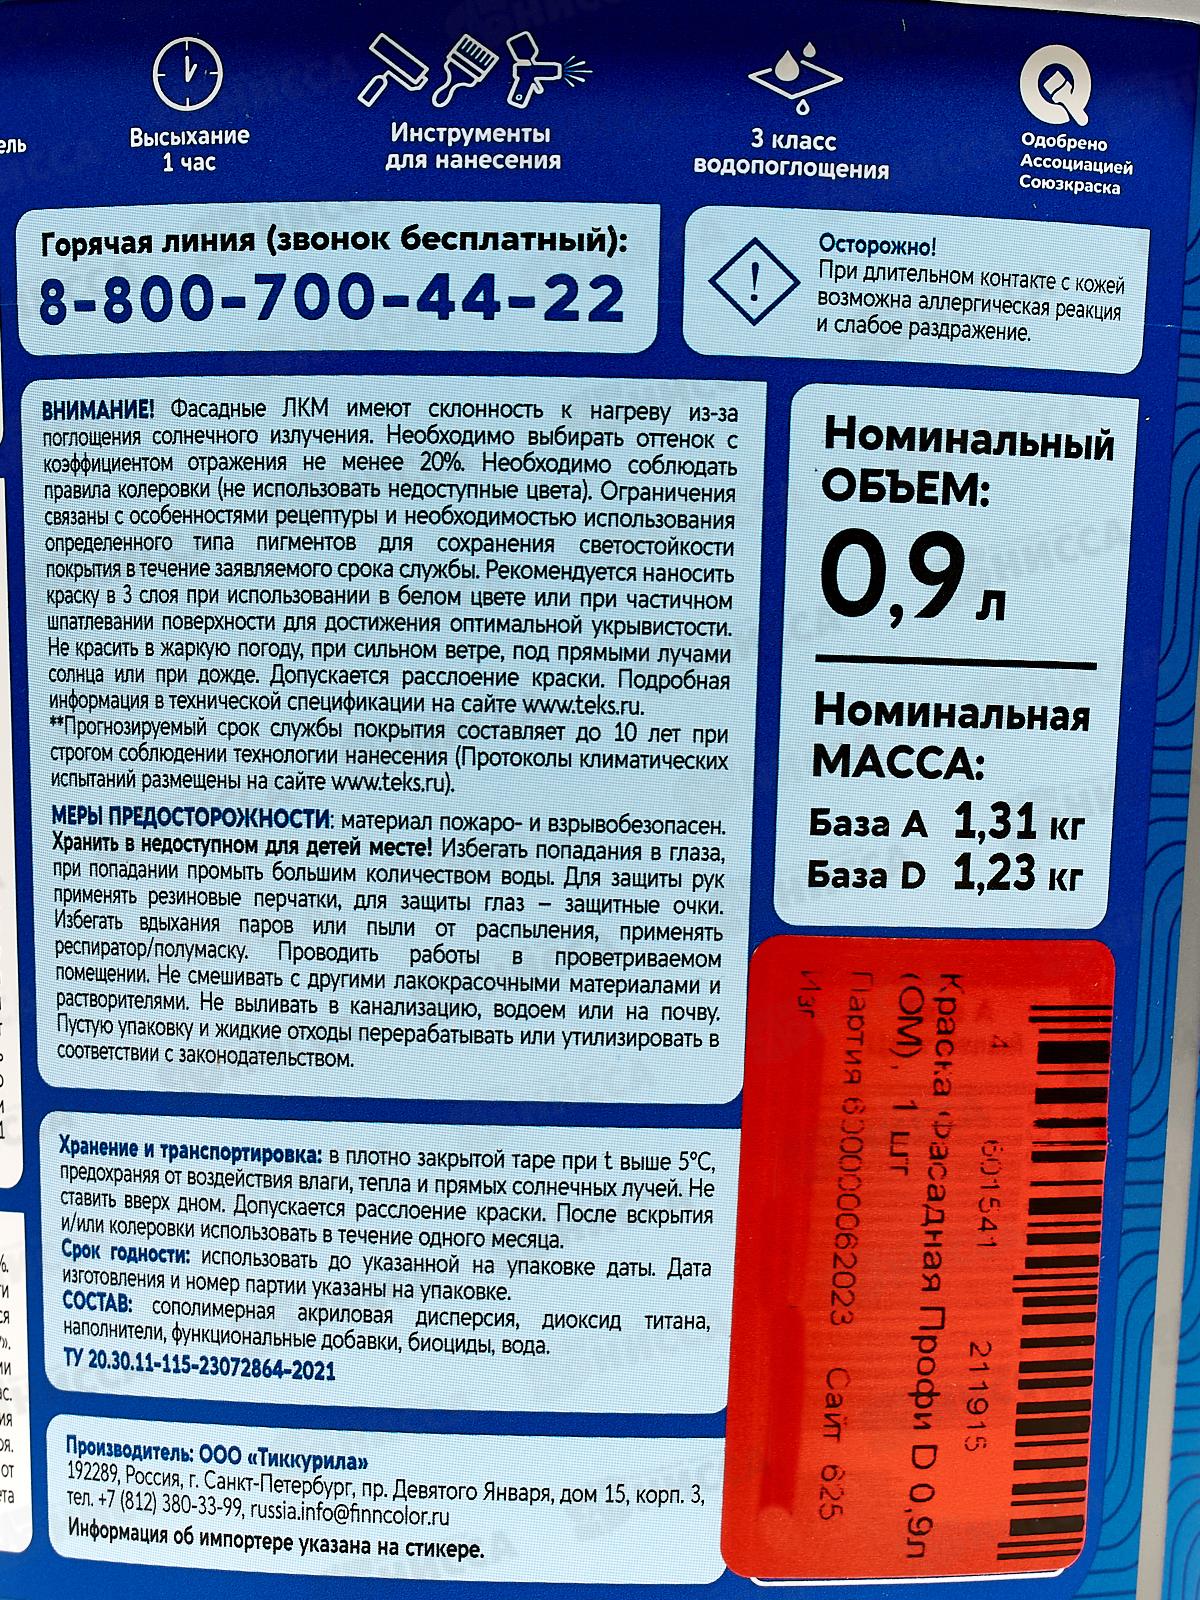 ель
Высыхание
1 час
Инструменты
для нанесения
3 класс
водопоглощения
Одобрено
Ассоциацией
Союзкраска
Горячая линия (звонок бесплатный):
8-800-700-44-22
Осторожно!
При длительном контакте с кожей
возможна аллергическая реакция
и слабое раздражение.
ВНИМАНИЕ! Фасадные ЛКМ имеют склонность к нагреву из-за
поглощения солнечного излучения. Необходимо выбирать оттенок с
коэффициентом отражения не менее 20%. Необходимо соблюдать
правила колеровки (не использовать недоступные цвета). Ограничения
связаны с особенностями рецептуры и необходимостью использования
определенного типа пигментов для сохранения светостойкости
покрытия в течение заявляемого срока службы. Рекомендуется наносить
краску в 3 слоя при использовании в белом цвете или при частичном
шпатлевании поверхности для достижения оптимальной укрывистости.
Не красить в жаркую погоду, при сильном ветре, под прямыми лучами
солнца или при дожде. Допускается расслоение краски. Подробная
информация в технической спецификации на сайте www.teks.ru.
**Прогнозируемый срок службы покрытия составляет до 10 лет при
строгом соблюдении технологии нанесения (Протоколы климатических
испытаний размещены на сайте www.teks.ru).
МЕРЫ ПРЕДОСТОРОЖНОСТИ: материал пожаро- и взрывобезопасен.
Хранить в недоступном для детей месте! Избегать попадания в глаза,
при попадании промыть большим количеством воды. Для защиты рук
применять резиновые перчатки, для защиты глаз – защитные очки.
Избегать вдыхания паров или пыли от распыления, применять
респиратор/полумаску. Проводить работы в проветриваемом
помещении. Не смешивать с другими лакокрасочными материалами и
растворителями. Не выливать в канализацию, водоем или на почву.
Пустую упаковку и жидкие отходы перерабатывать или утилизировать в
соответствии с законодательством.
Номинальный
ОБЪЕМ:
0,9 л
Номинальная
МАССА:
База А 1,31 кг
База D 1,23 кг
Хранение и транспортировка: в плотно закрытой таре при t выше 5°С,
предохраняя от воздействия влаги, тепла и прямых солнечных лучей. Не
ставить вверх дном. Допускается расслоение краски. После вскрытия
и/или колеровки использовать в течение одного месяца.
Срок годности: использовать до указанной на упаковке даты. Дата
изготовления и номер партии указаны на упаковке.
СОСТАВ: сополимерная акриловая дисперсия, диоксид титана,
наполнители, функциональные добавки, биоциды, вода.
ТУ 20.30.11-115-23072864-2021
Производитель: ООО «Тиккурила»
192289, Россия, г. Санкт-Петербург, пр. Девятого Января, дом 15, корп. 3,
тел. +7 (812) 380-33-99, russia.info@finncolor.ru
Информация об импортере указана на стикере.
4 601541 211915
Краска Фасадная Профи D 0,9л
(ОМ), 1 шт
Партия 60000062023 Сайт 625
Изг